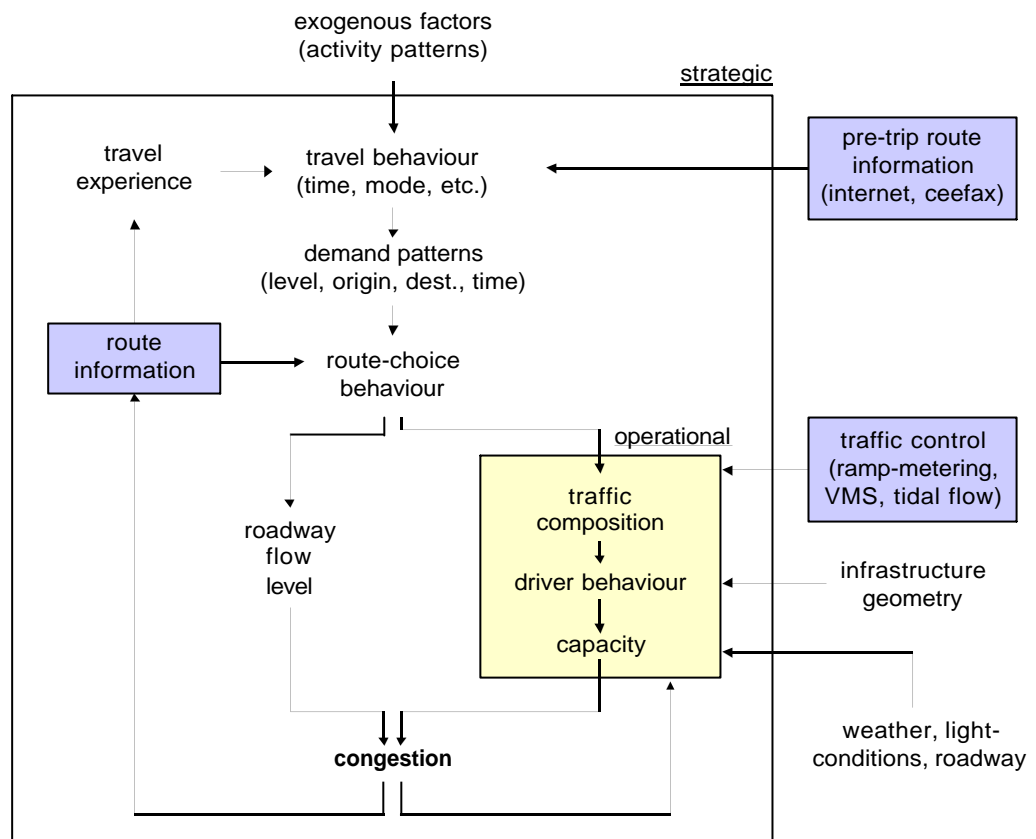 exogenous factors
(activity patterns)
strategic
travel
experience
travel behaviour
(time, mode, etc.)
pre-trip route
information
(internet, ceefax)
demand patterns
(level, origin, dest., time)
route
information
route-choice
behaviour
operational
traffic control
(ramp-metering,
VMS, tidal flow)
traffic
composition
roadway
flow
level
driver behaviour
infrastructure
geometry
capacity
weather, light-
conditions, roadway
congestion